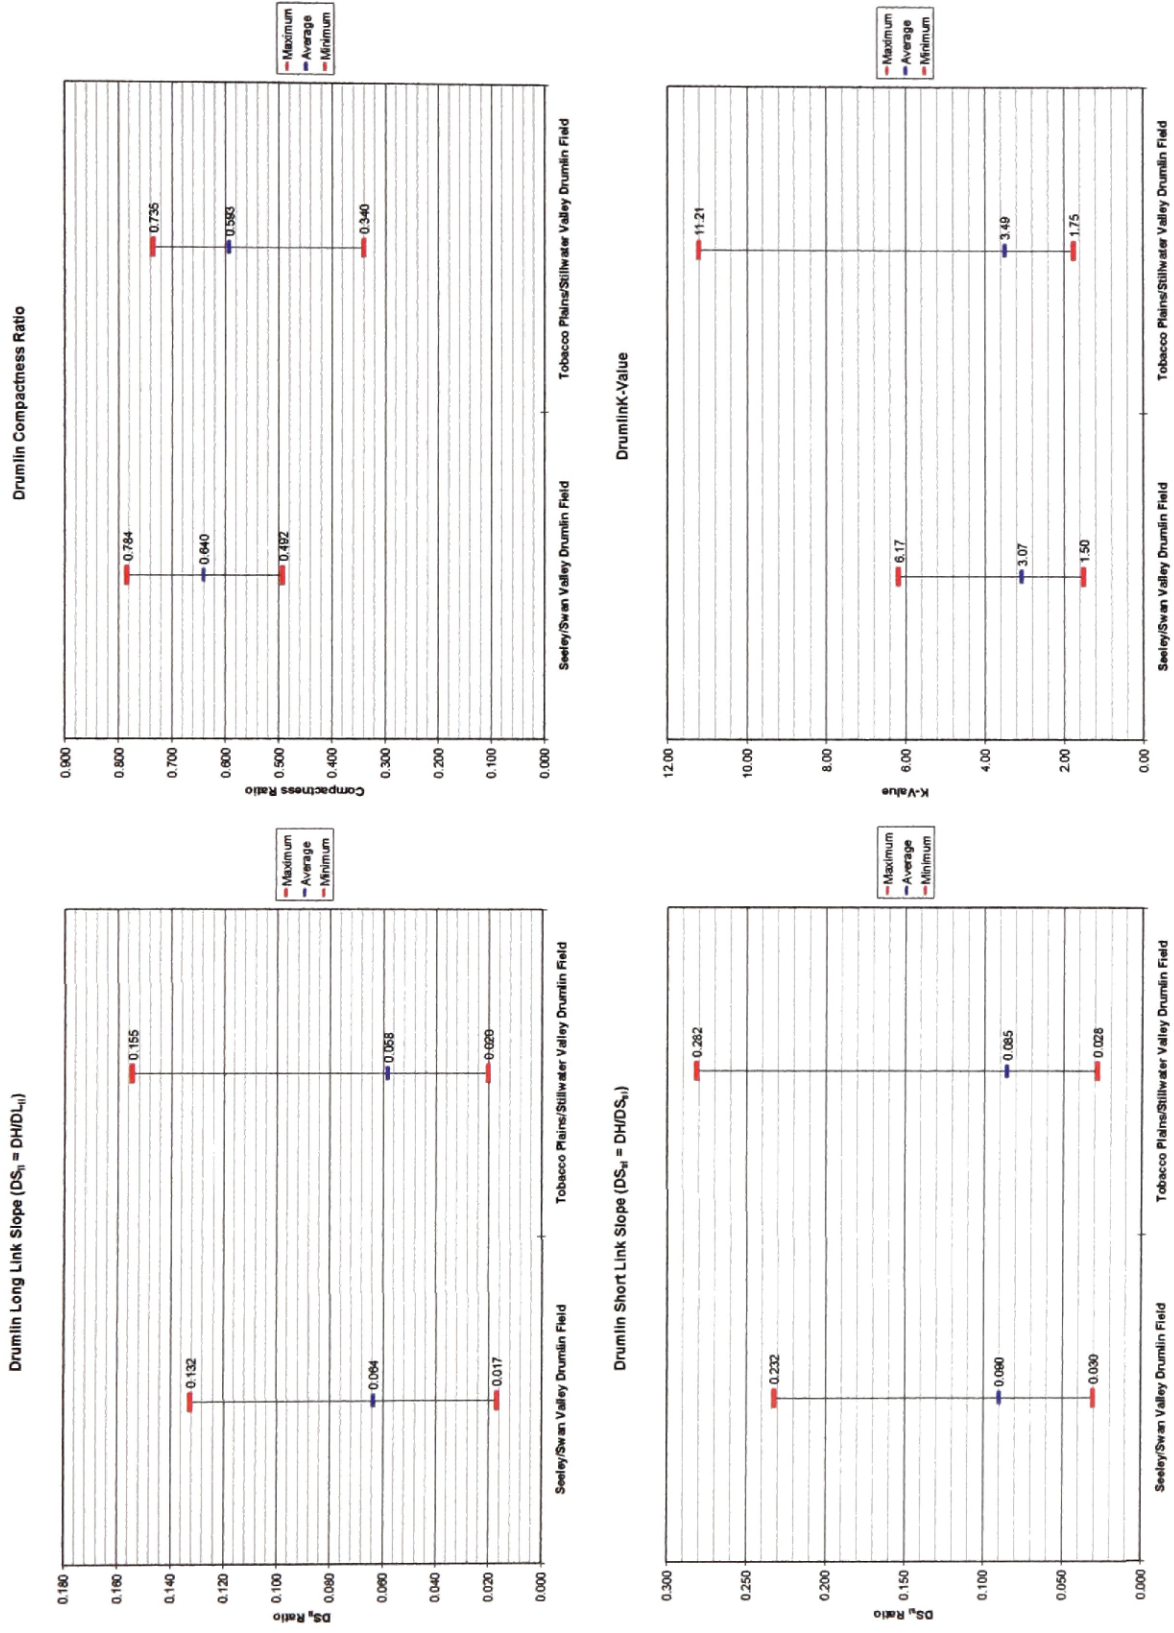 Drumlin Long Link Slope (DSll = DH/DLll)
0.180
0.160
0.140
0.120
0.100
0.080
0.060
0.040
0.020
0.000
DSll Ratio
0.132
0.064
0.017
0.155
0.058
0.020
Seeley/Swan Valley Drumlin Field
Tobacco Plains/Stillwater Valley Drumlin Field
Maximum
Average
Minimum
Drumlin Compactness Ratio
0.900
0.800
0.700
0.600
0.500
0.400
0.300
0.200
0.100
0.000
Compactness Ratio
0.784
0.640
0.492
0.735
0.593
0.340
Seeley/Swan Valley Drumlin Field
Tobacco Plains/Stillwater Valley Drumlin Field
Maximum
Average
Minimum
Drumlin Short Link Slope (DSsl = DH/DSsl)
0.300
0.250
0.200
0.150
0.100
0.050
0.000
DSsl Ratio
0.232
0.090
0.030
0.282
0.085
0.028
Seeley/Swan Valley Drumlin Field
Tobacco Plains/Stillwater Valley Drumlin Field
Maximum
Average
Minimum
DrumlinK-Value
12.00
10.00
8.00
6.00
4.00
2.00
0.00
K-Value
6.17
3.07
1.50
11.21
3.49
1.75
Seeley/Swan Valley Drumlin Field
Tobacco Plains/Stillwater Valley Drumlin Field
Maximum
Average
Minimum